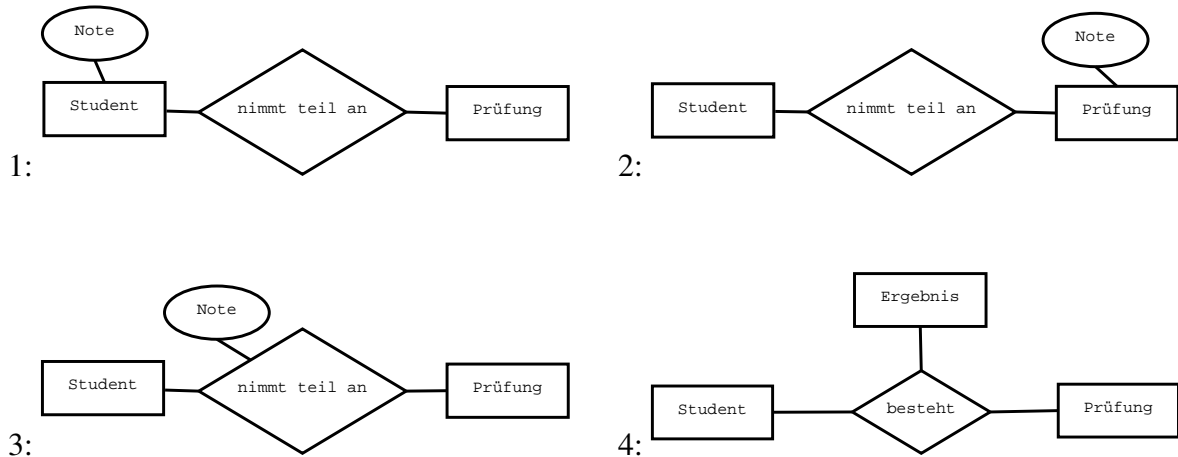 Note
Student
nimmt teil an
Prüfung
1:
Note
Student
nimmt teil an
Prüfung
2:
Note
Student
nimmt teil an
Prüfung
3:
Ergebnis
Student
besteht
Prüfung
4: